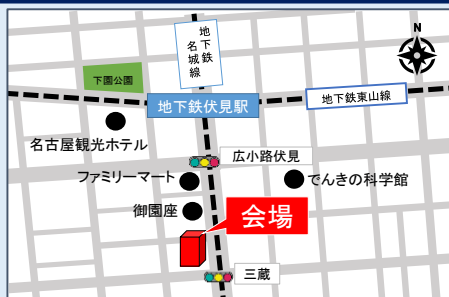 N
地下鉄
名城線
下園公園
地下鉄伏見駅
地下鉄東山線
名古屋観光ホテル
広小路伏見
ファミリーマート
でんきの科学館
御園座
会場
三蔵